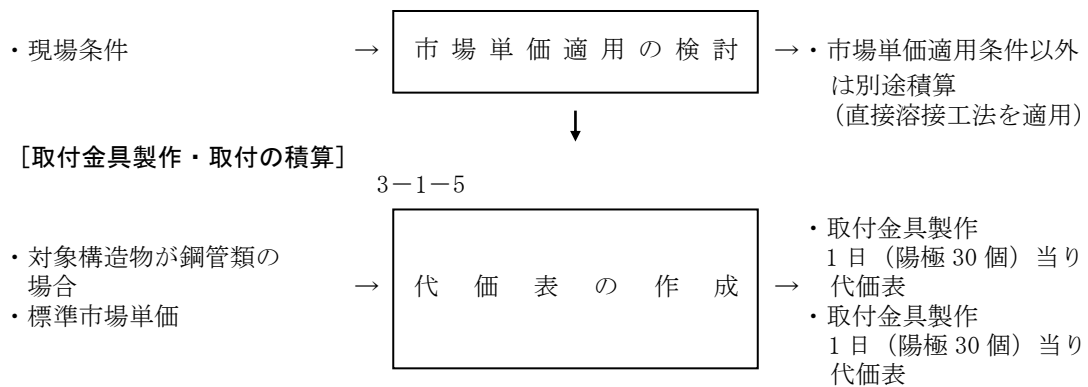 ・現場条件
→
市場単価適用の検討
→
・市場単価適用条件以外
は別途積算
（直接溶接工法を適用）
↓
［取付金具製作・取付の積算］
3－1－5
・対象構造物が鋼管類の
場合
・標準市場単価
→
代価表の作成
→
・取付金具製作
1日（陽極30個）当り
代価表
・取付金具製作
1日（陽極30個）当り
代価表